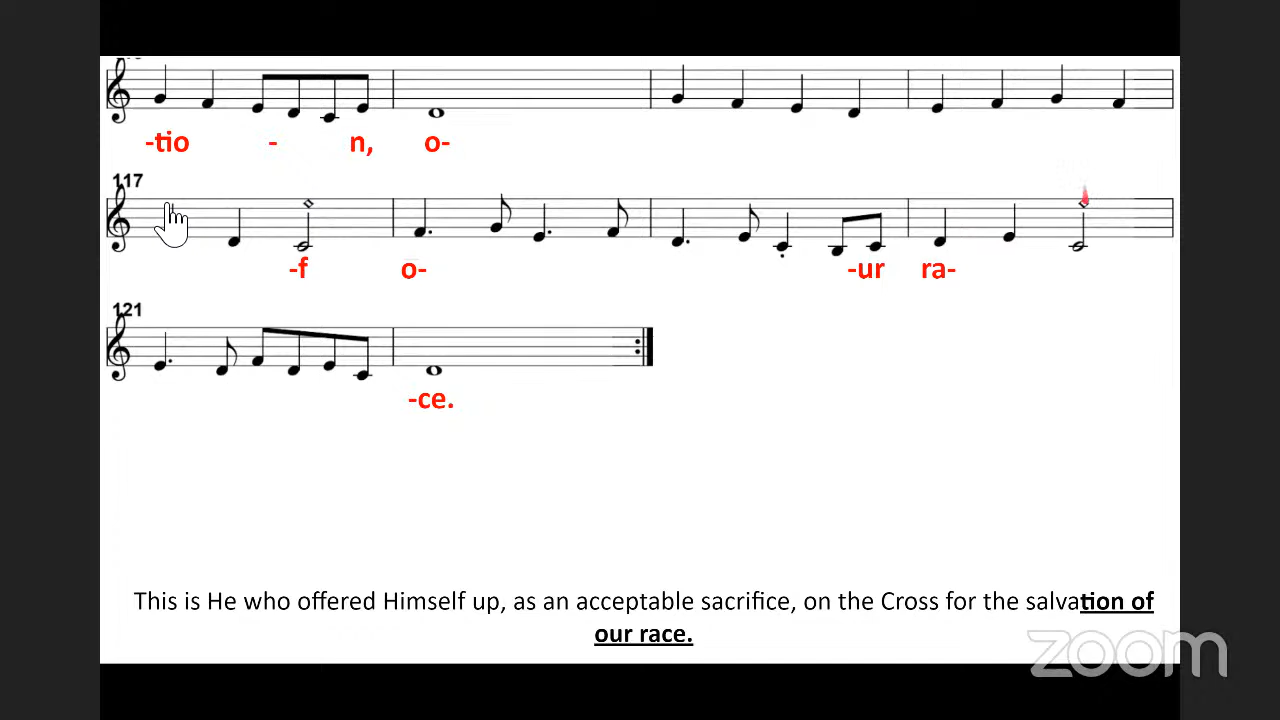 -tio - n, o-
117
-f o- -ur ra-
121
-ce.
This is He who offered Himself up, as an acceptable sacrifice, on the Cross for the salvation of
our race.
zoom